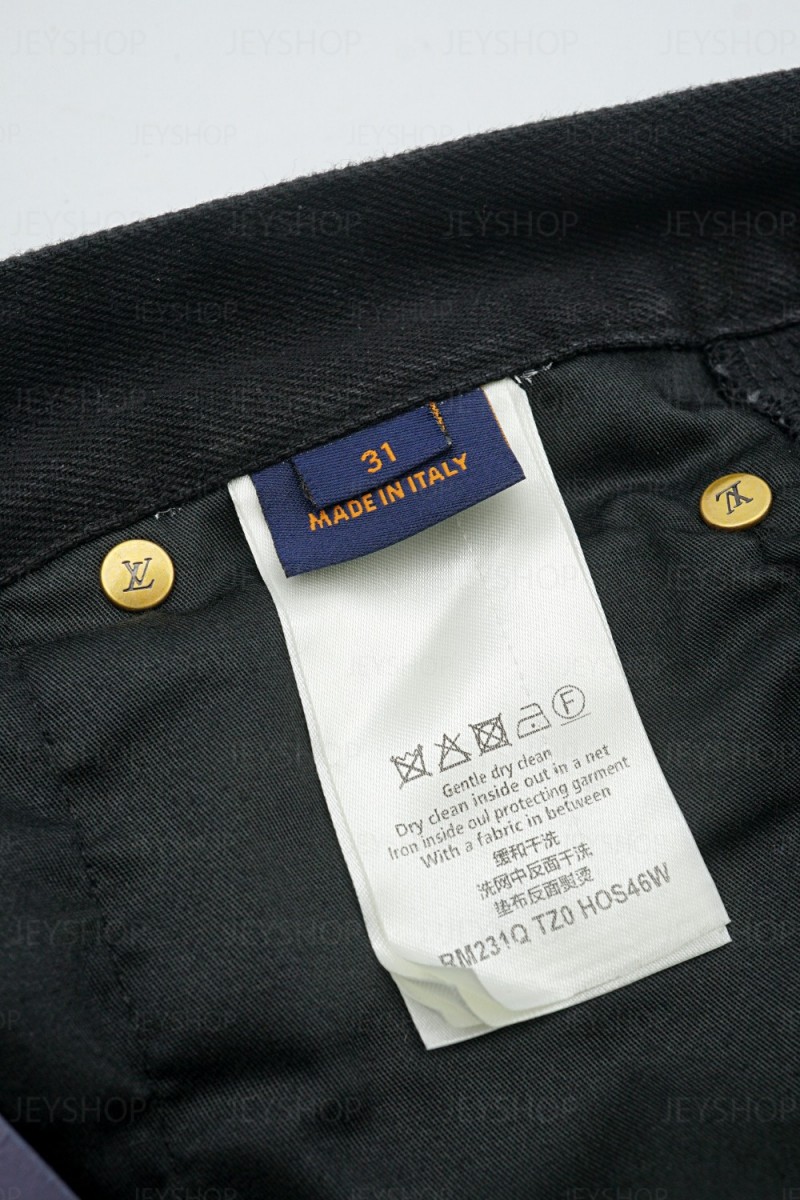 31
MADE IN ITALY
LV
LV
F
Gentle dry clean
Dry clean inside out in a net
Iron inside out protecting garment
With a fabric in between
缓和干洗
洗网中反面干洗
垫布反面熨烫
RM231Q TZ0 HOS46W
JEYSHOP